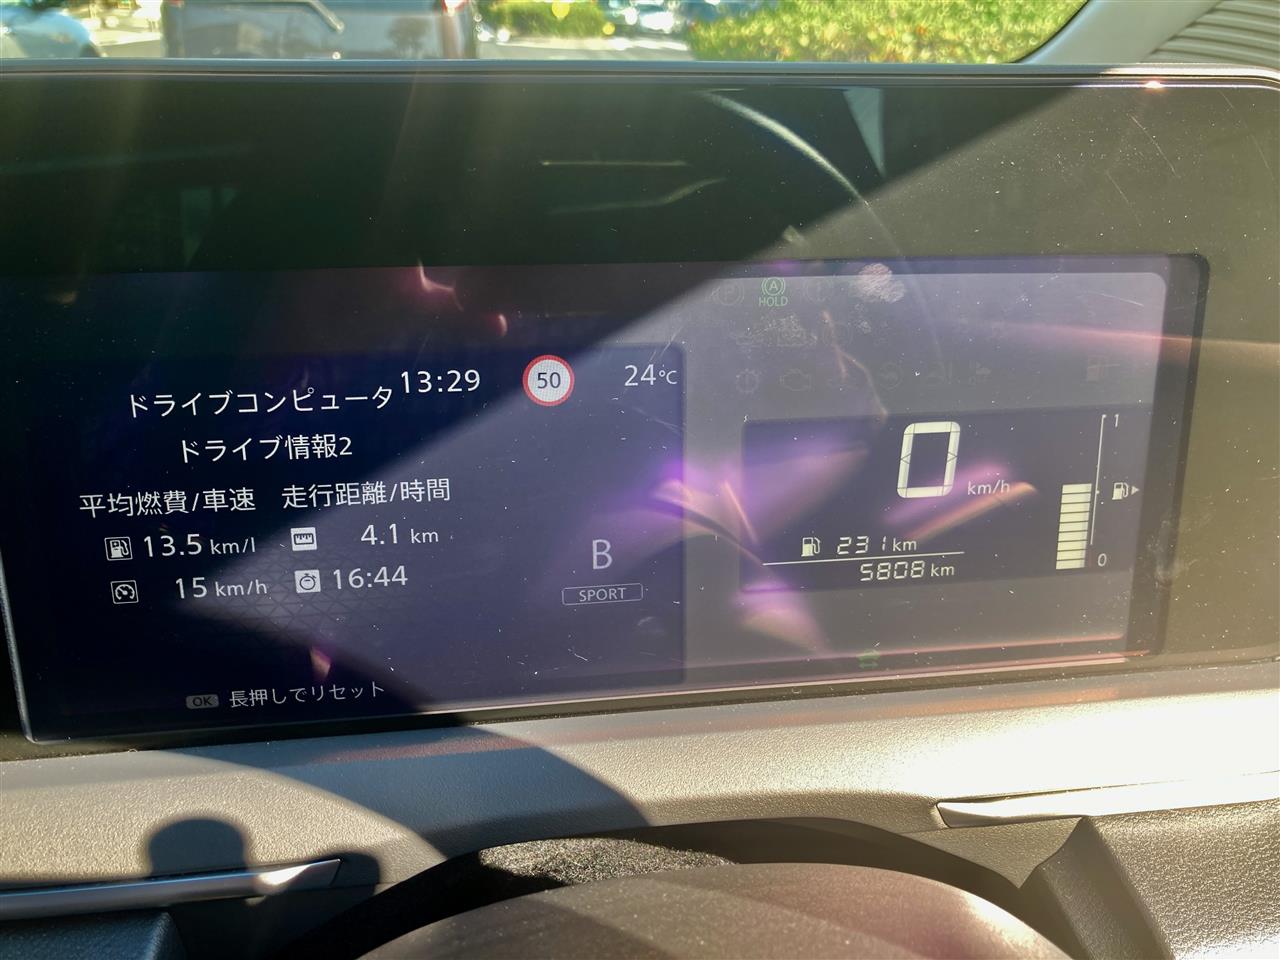 13:29
50
24℃
ドライブコンピュータ
ドライブ情報2
平均燃費/車速 走行距離/時間
13.5 km/l 4.1 km
15 km/h 16:44
B
SPORT
OK 長押しでリセット
HOLD
0 km/h
1
231km
5808 km
0